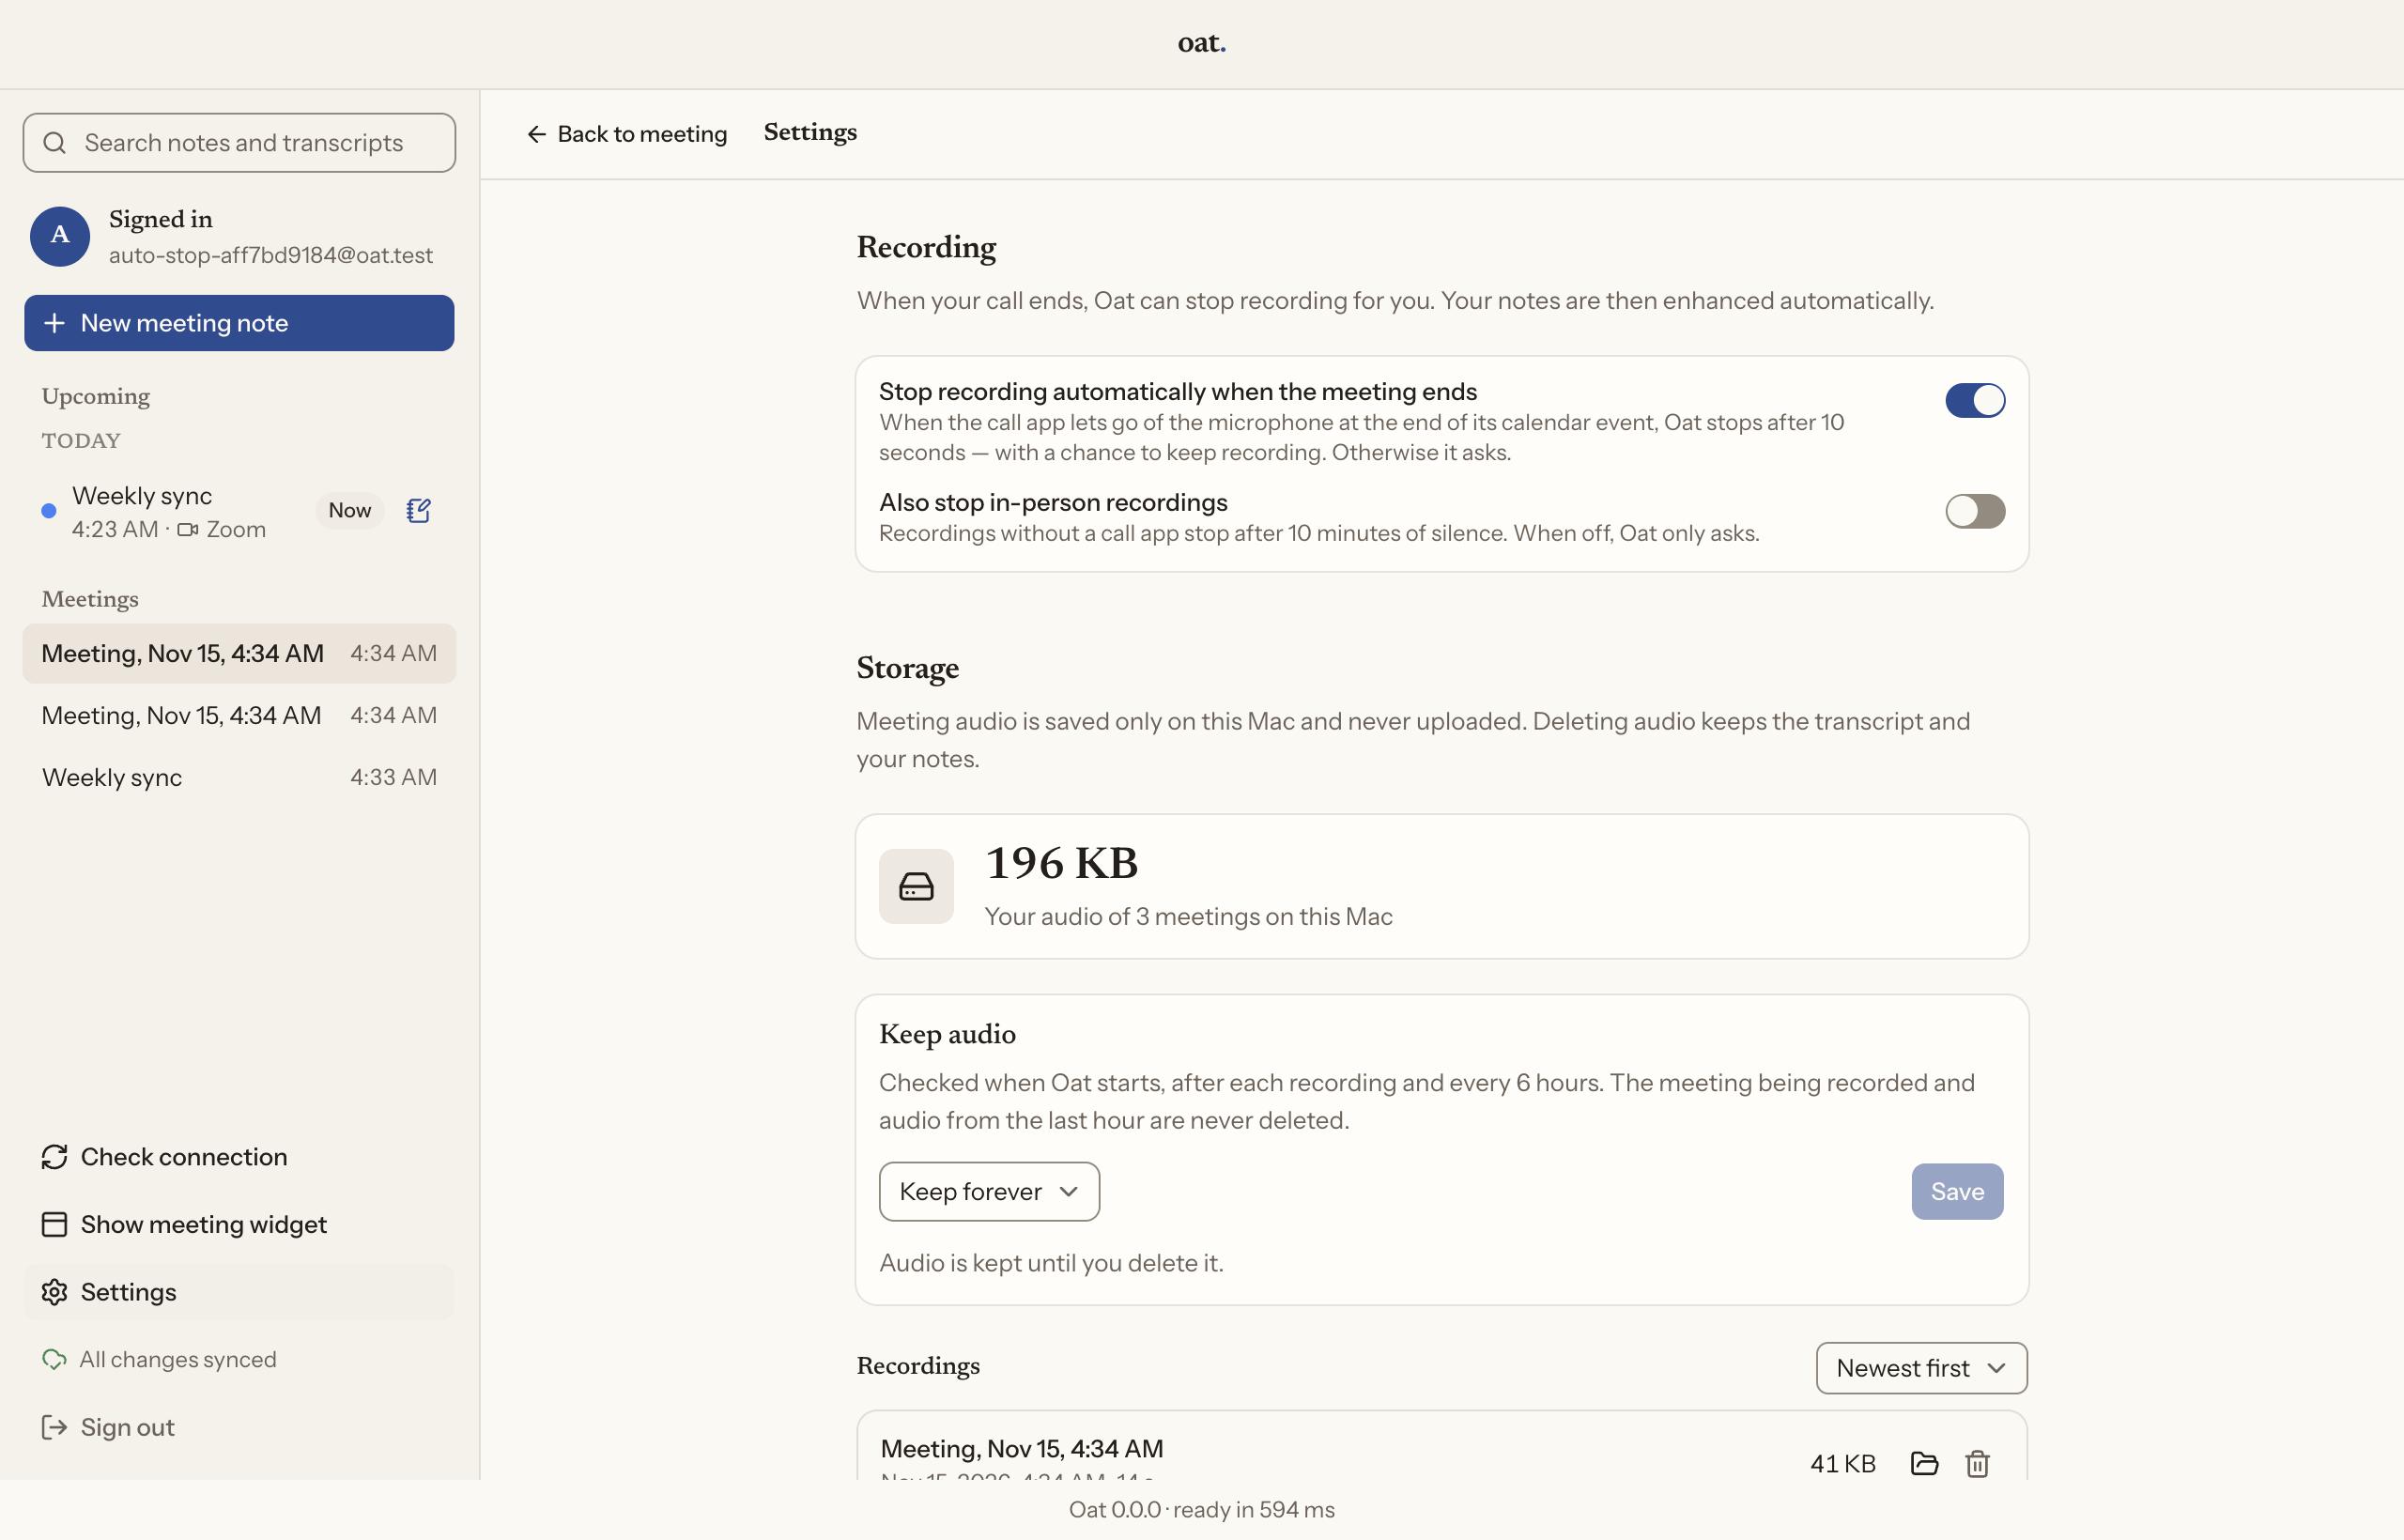 oat.
Search notes and transcripts
A
Signed in
auto-stop-aff7bd9184@oat.test
New meeting note
Upcoming
TODAY
Weekly sync
4:23 AM · Zoom
Now
Meetings
Meeting, Nov 15, 4:34 AM 4:34 AM
Meeting, Nov 15, 4:34 AM 4:34 AM
Weekly sync 4:33 AM
Check connection
Show meeting widget
Settings
All changes synced
Sign out
Back to meeting
Settings
Recording
When your call ends, Oat can stop recording for you. Your notes are then enhanced automatically.
Stop recording automatically when the meeting ends
When the call app lets go of the microphone at the end of its calendar event, Oat stops after 10
seconds — with a chance to keep recording. Otherwise it asks.
Also stop in-person recordings
Recordings without a call app stop after 10 minutes of silence. When off, Oat only asks.
Storage
Meeting audio is saved only on this Mac and never uploaded. Deleting audio keeps the transcript and
your notes.
196 KB
Your audio of 3 meetings on this Mac
Keep audio
Checked when Oat starts, after each recording and every 6 hours. The meeting being recorded and
audio from the last hour are never deleted.
Keep forever
Save
Audio is kept until you delete it.
Recordings
Newest first
Meeting, Nov 15, 4:34 AM
41 KB
Oat 0.0.0 · ready in 594 ms